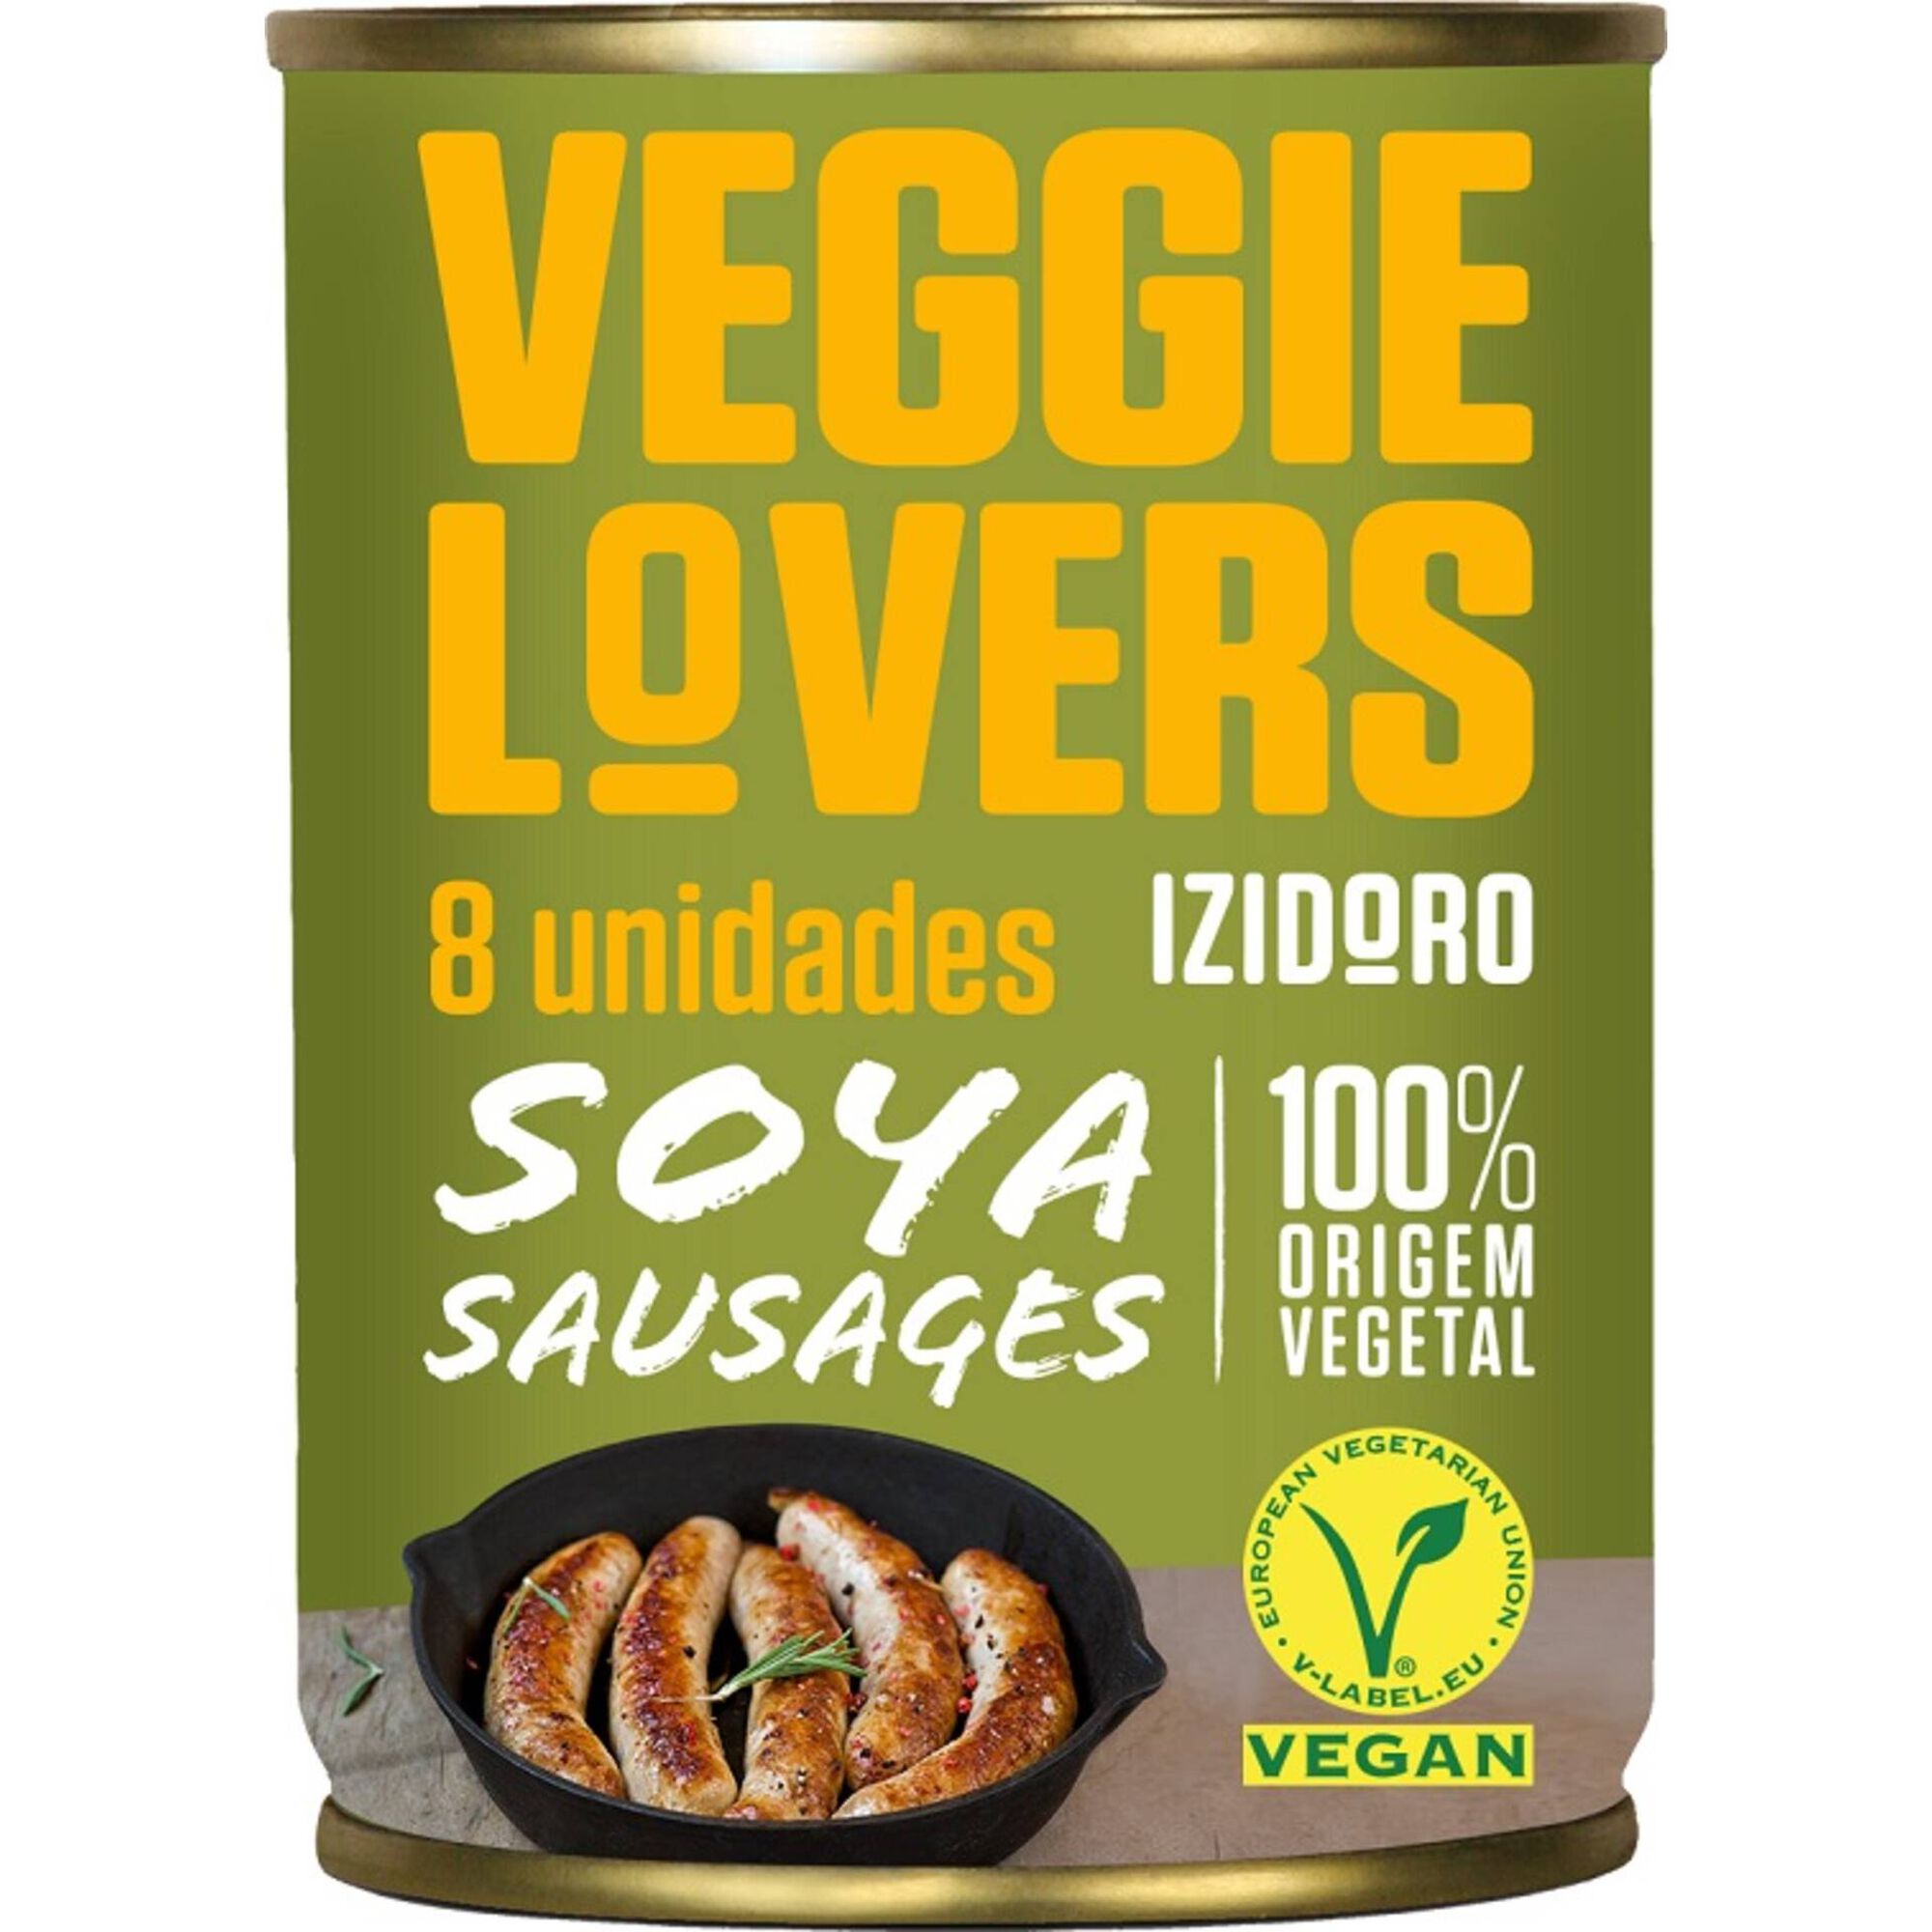 VEGGIE
LOVERS
8 unidades
IZIDORO
SOYA
SAUSAGES
100%
ORIGEM
VEGETAL
• EUROPEAN VEGETARIAN UNION •
V-LABEL.EU
®
VEGAN